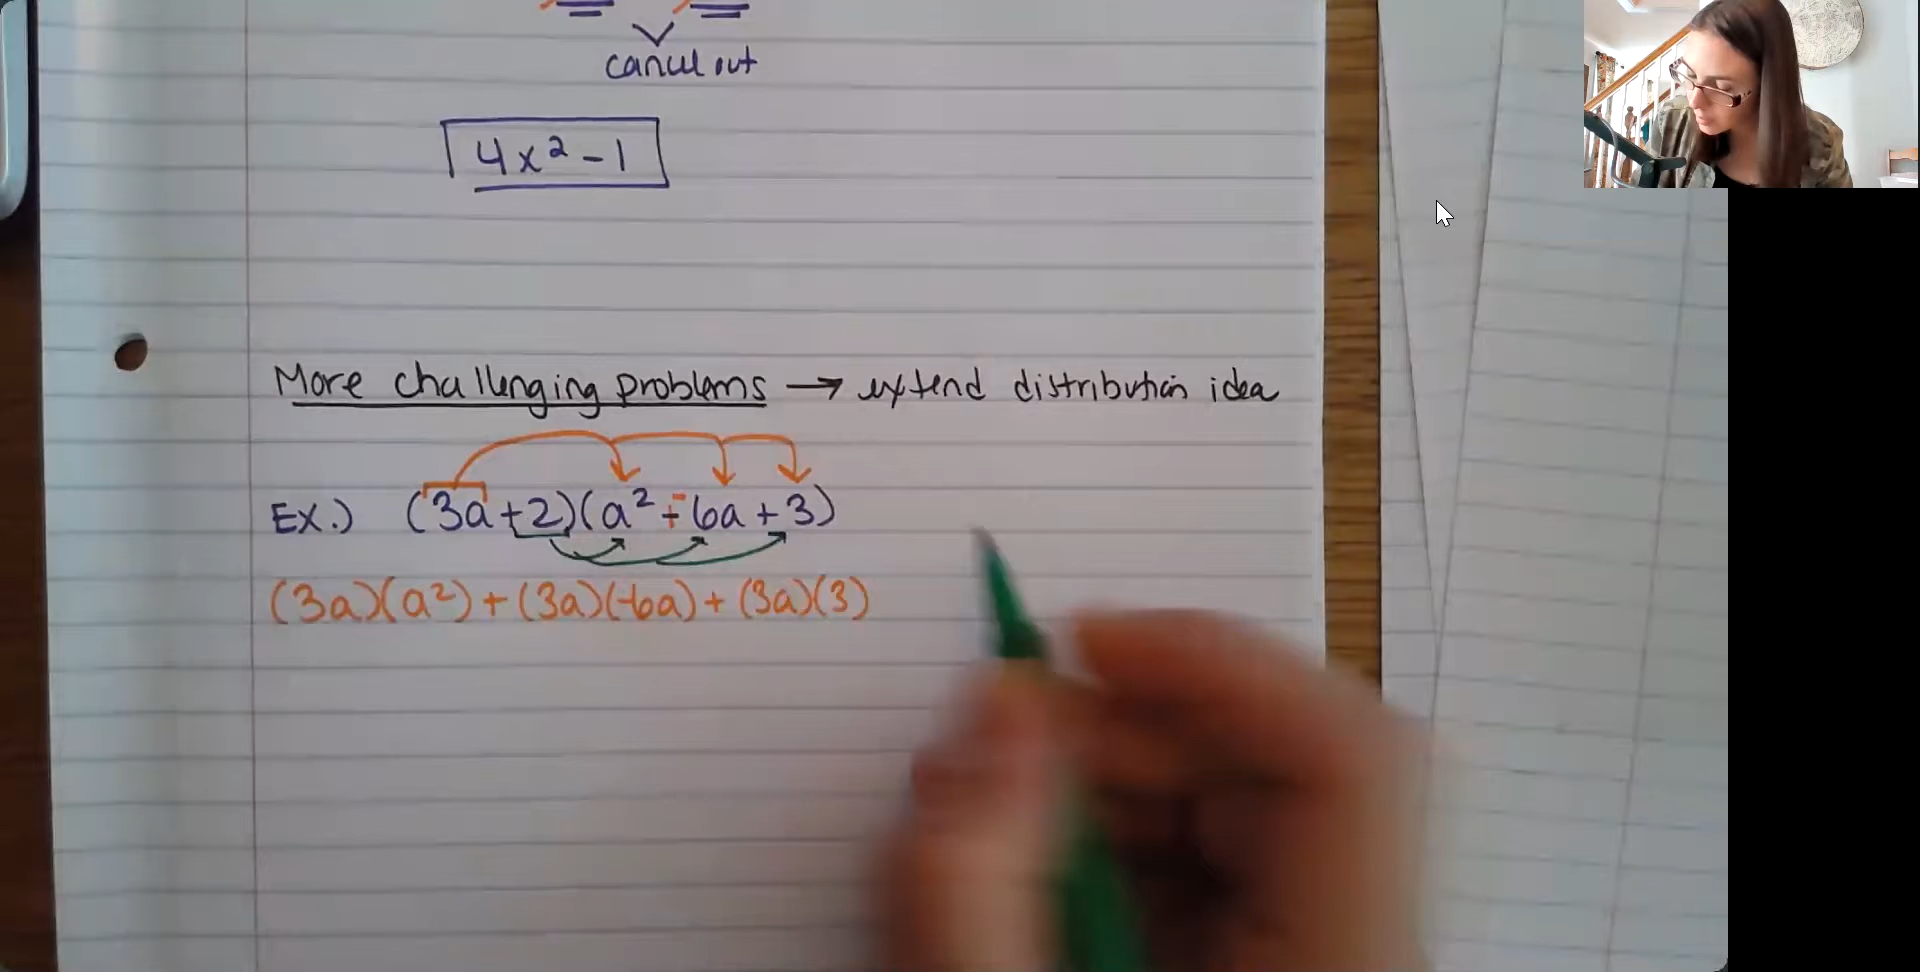 cancel out
4x² - 1
More challenging problems → extend distribution idea
Ex.) (3a+2)(a² + -6a + 3)
(3a)(a²) + (3a)(-6a) + (3a)(3)